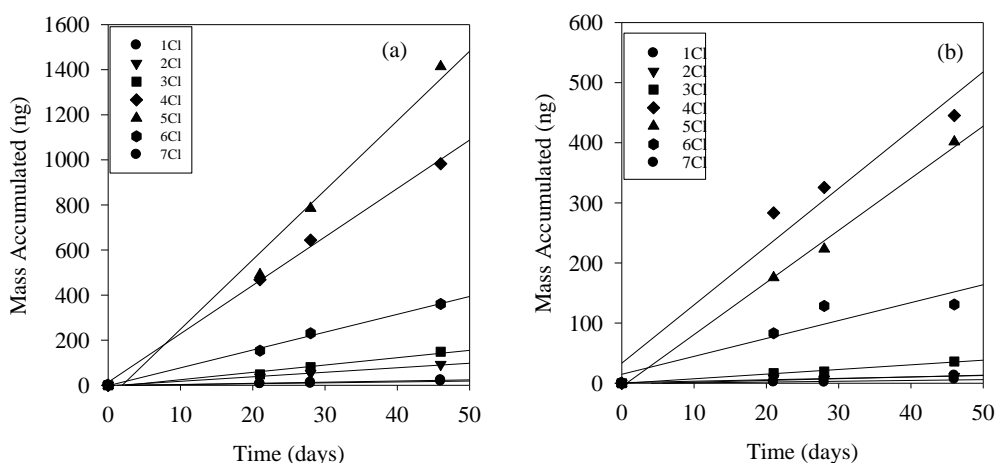 (a)
1Cl
2Cl
3Cl
4Cl
5Cl
6Cl
7Cl
Mass Accumulated (ng)
1600
1400
1200
1000
800
600
400
200
0
0 10 20 30 40 50
Time (days)
(b)
1Cl
2Cl
3Cl
4Cl
5Cl
6Cl
7Cl
Mass Accumulated (ng)
600
500
400
300
200
100
0
0 10 20 30 40 50
Time (days)